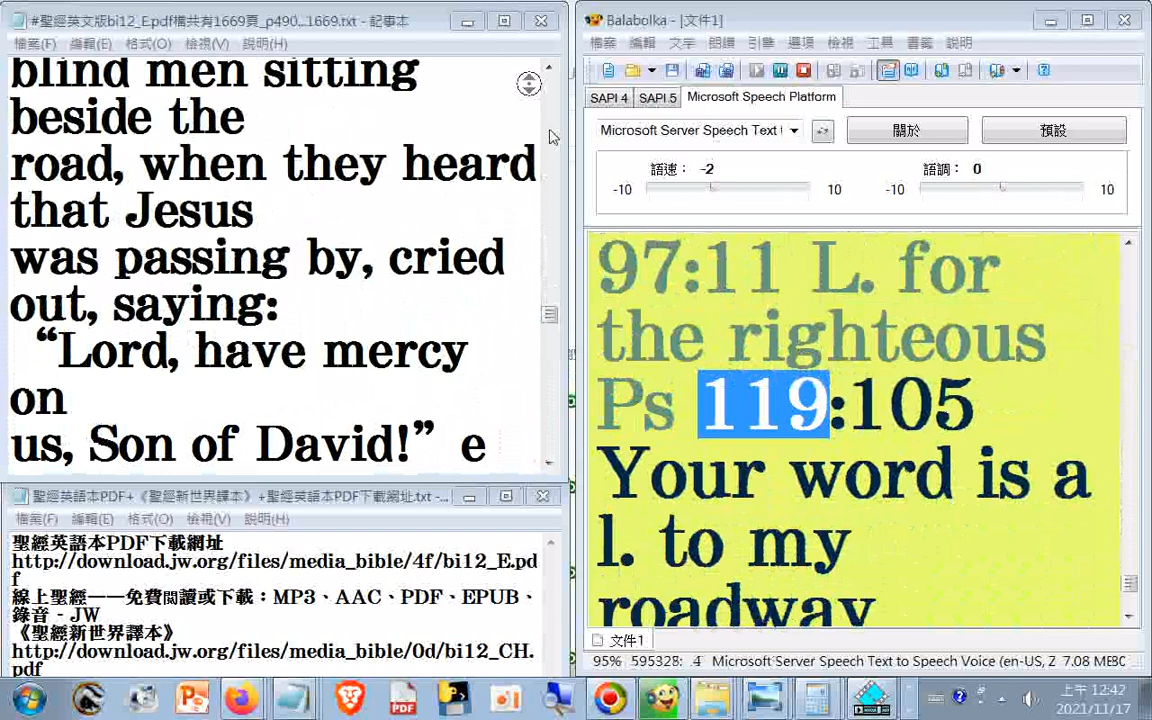 #聖經英文版bi12_E.pdf檔共有1669頁_p490...1669.txt - 記事本
檔案(F) 編輯(E) 格式(O) 檢視(V) 說明(H)
blind men sitting
beside the
road, when they heard
that Jesus
was passing by, cried
out, saying:
“Lord, have mercy
on
us, Son of David!” e
聖經英語本PDF+《聖經新世界譯本》+聖經英語本PDF下載網址.txt -...
檔案(F) 編輯(E) 格式(O) 檢視(V) 說明(H)
聖經英語本PDF下載網址
http://download.jw.org/files/media_bible/4f/bi12_E.pd
f
線上聖經——免費閱讀或下載：MP3、AAC、PDF、EPUB、
錄音 - JW
《聖經新世界譯本》
http://download.jw.org/files/media_bible/0d/bi12_CH.
pdf
Balabolka - [文件1]
檔案 編輯 文字 朗讀 引擎 選項 檢視 工具 書籤 說明
SAPI 4 SAPI 5 Microsoft Speech Platform
Microsoft Server Speech Text t 關於 預設
語速： -2 語調： 0
-10 10 -10 10
97:11 L. for
the righteous
Ps 119:105
Your word is a
l. to my
roadway
文件1
95% 595328: .4 Microsoft Server Speech Text to Speech Voice (en-US, Z 7.08 MB
上午 12:42
2021/11/17